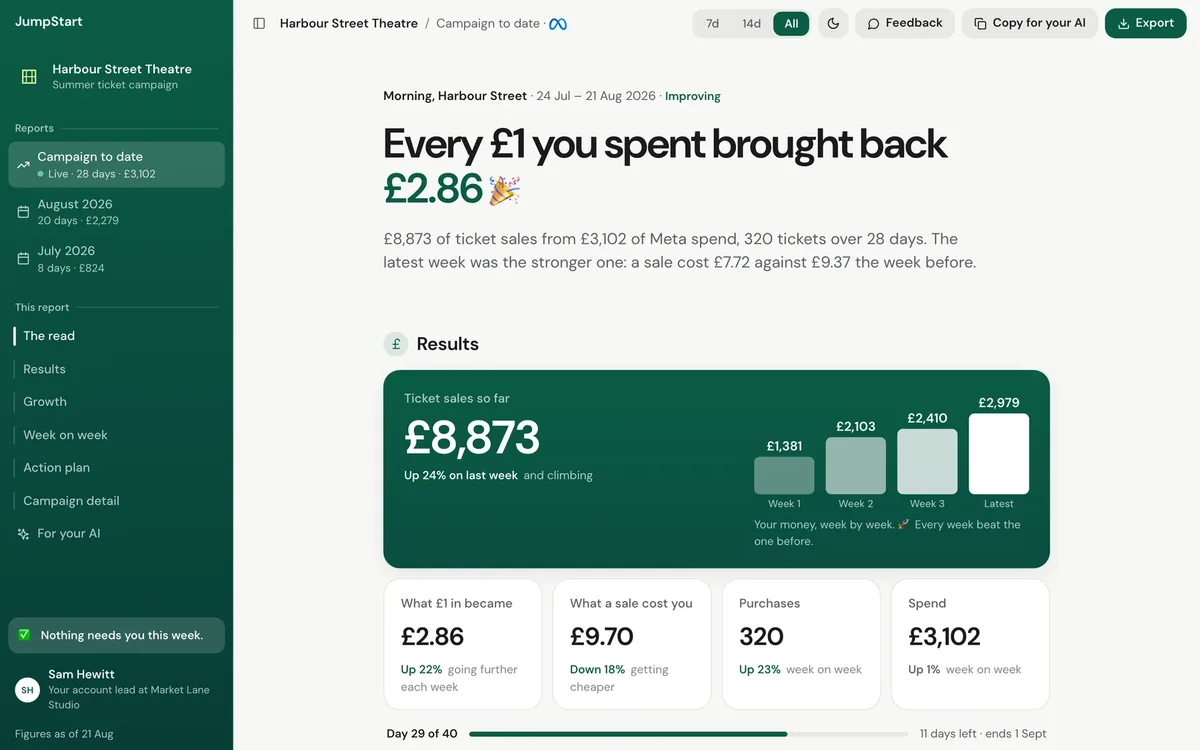 JumpStart
Harbour Street Theatre
Summer ticket campaign
Reports
Campaign to date
Live · 28 days · £3,102
August 2026
20 days · £2,279
July 2026
8 days · £824
This report
The read
Results
Growth
Week on week
Action plan
Campaign detail
For your AI
Nothing needs you this week.
SH
Sam Hewitt
Your account lead at Market Lane
Studio
Figures as of 21 Aug
Harbour Street Theatre / Campaign to date ·
7d 14d All
Feedback
Copy for your AI
Export
Morning, Harbour Street · 24 Jul – 21 Aug 2026 · Improving
Every £1 you spent brought back
£2.86
£8,873 of ticket sales from £3,102 of Meta spend, 320 tickets over 28 days. The
latest week was the stronger one: a sale cost £7.72 against £9.37 the week before.
£ Results
Ticket sales so far
£8,873
Up 24% on last week and climbing
£1,381 £2,103 £2,410 £2,979
Week 1 Week 2 Week 3 Latest
Your money, week by week. Every week beat the
one before.
What £1 in became
£2.86
Up 22% going further
each week
What a sale cost you
£9.70
Down 18% getting
cheaper
Purchases
320
Up 23% week on week
Spend
£3,102
Up 1% week on week
Day 29 of 40
11 days left · ends 1 Sept